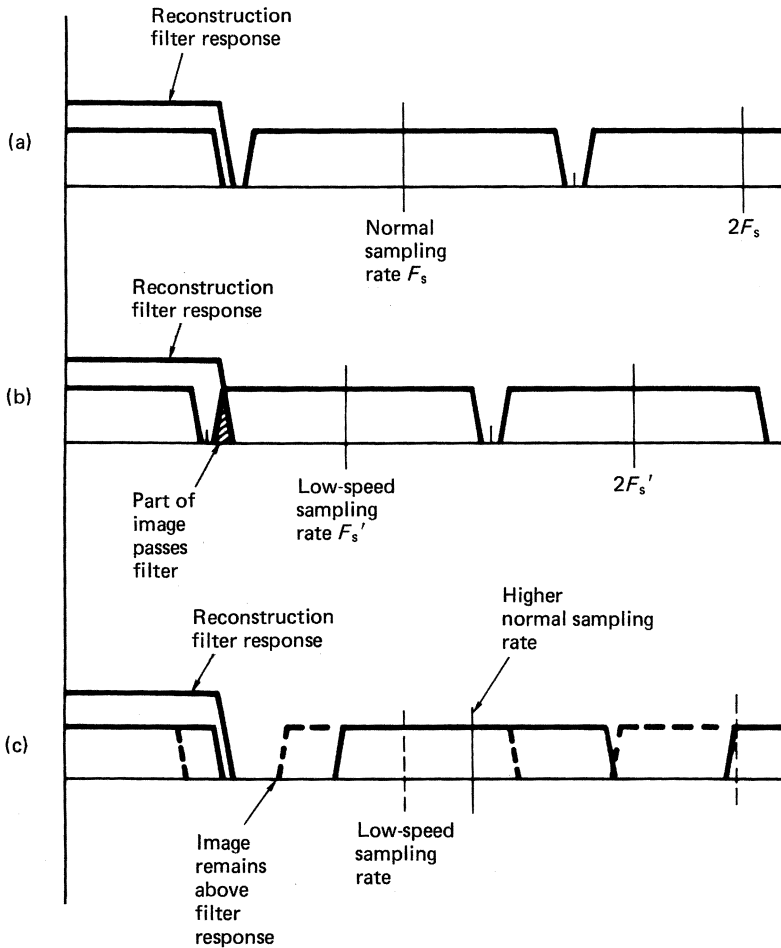 Reconstruction
filter response
(a)
Normal
sampling
rate Fs
2Fs
Reconstruction
filter response
(b)
Part of
image
passes
filter
Low-speed
sampling
rate Fs′
2Fs′
Reconstruction
filter response
Higher
normal sampling
rate
(c)
Image
remains
above
filter
response
Low-speed
sampling
rate